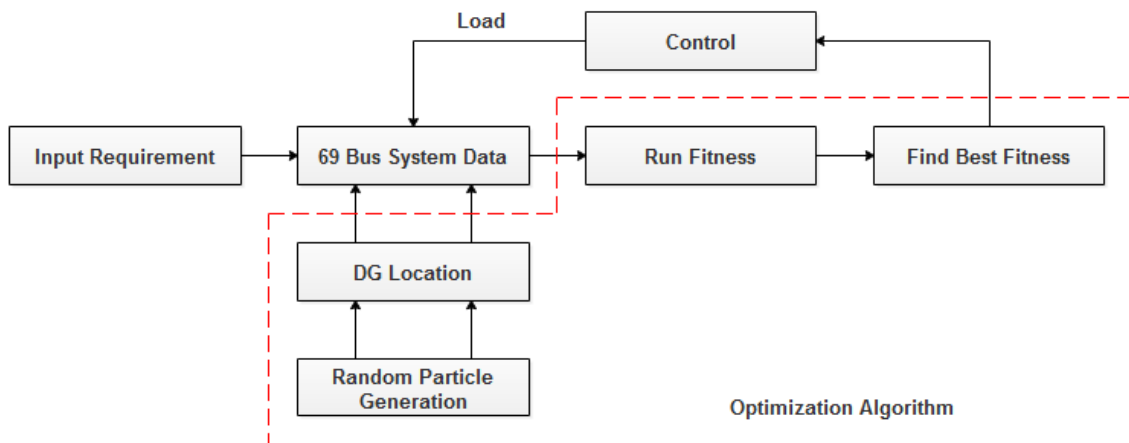 Load
Control
Input Requirement
69 Bus System Data
Run Fitness
Find Best Fitness
DG Location
Random Particle
Generation
Optimization Algorithm